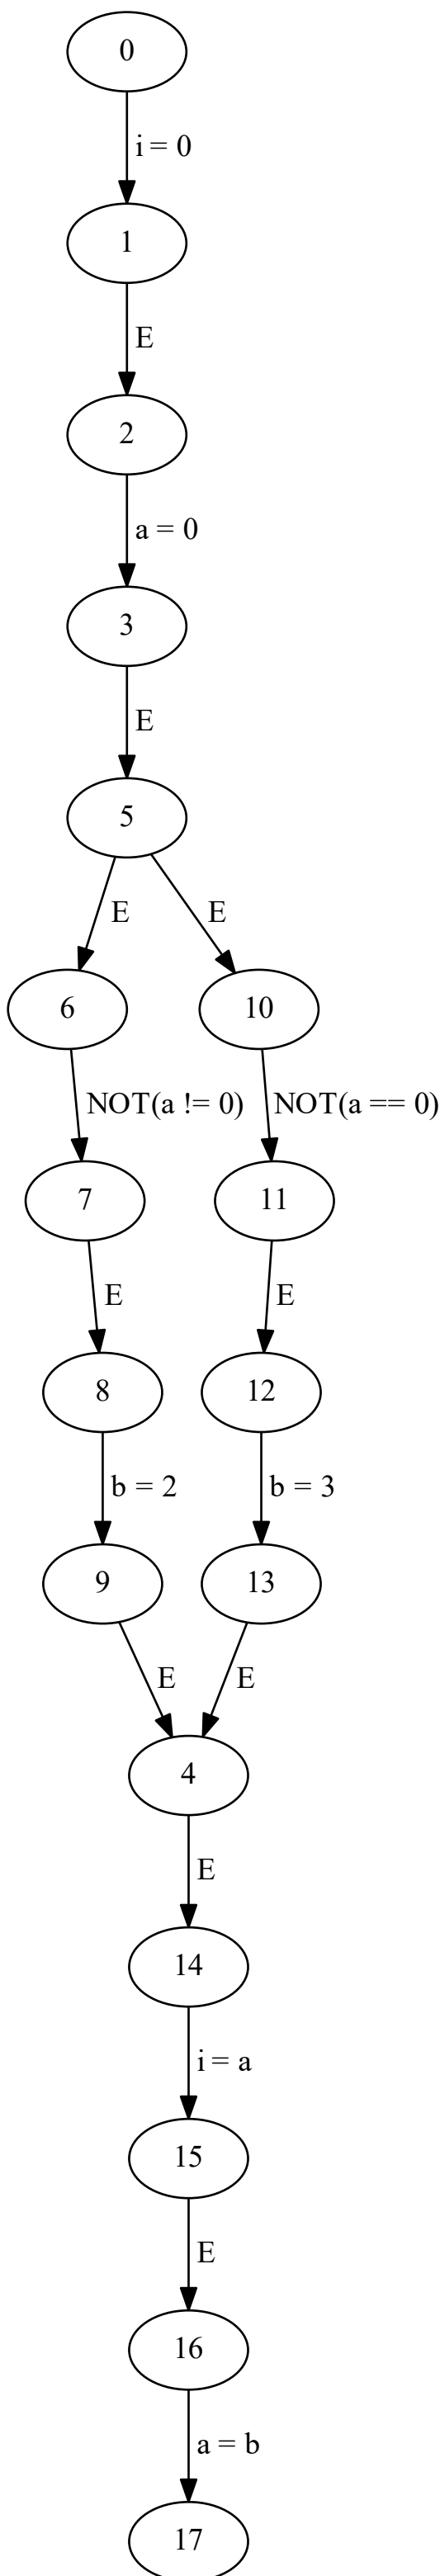 0
i = 0
1
E
2
a = 0
3
E
5
E E
6 10
NOT(a != 0) NOT(a == 0)
7 11
E E
8 12
b = 2 b = 3
9 13
E E
4
E
14
i = a
15
E
16
a = b
17